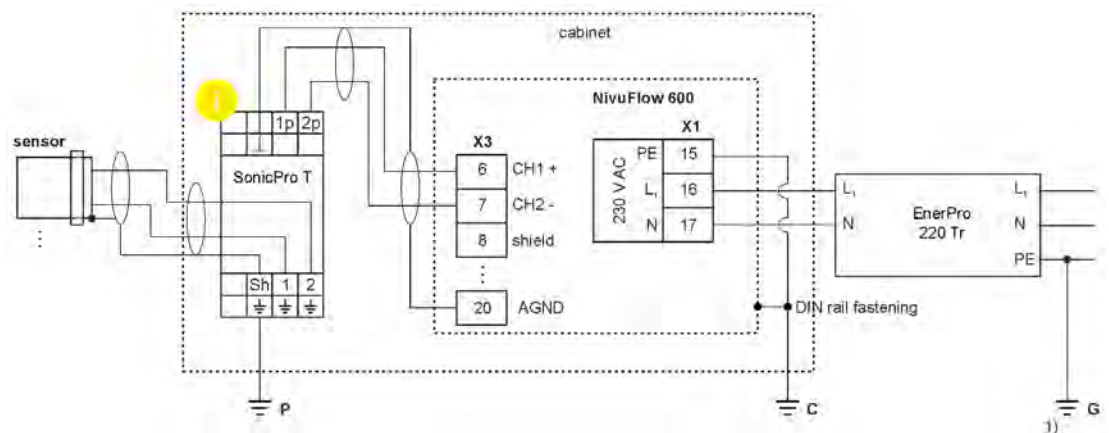 cabinet
NivuFlow 600
sensor
1p 2p
SonicPro T
Sh 1 2
X3
6 CH1 +
7 CH2 -
8 shield
20 AGND
X1
230 VAC
PE 15
L₁ 16
N 17
L₁ L₁
N N
EnerPro
220 Tr
PE
DIN rail fastening
P
C
G
1)